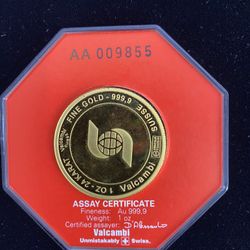 AA 009855
FINE GOLD - 999,9
SUISSE
24 - KARAT
1 OZ
Valcambi
ASSAY CERTIFICATE
Fineness: Au 999,9
Weight: 1 oz
Certified assayer:
Valcambi
Unmistakably Swiss.